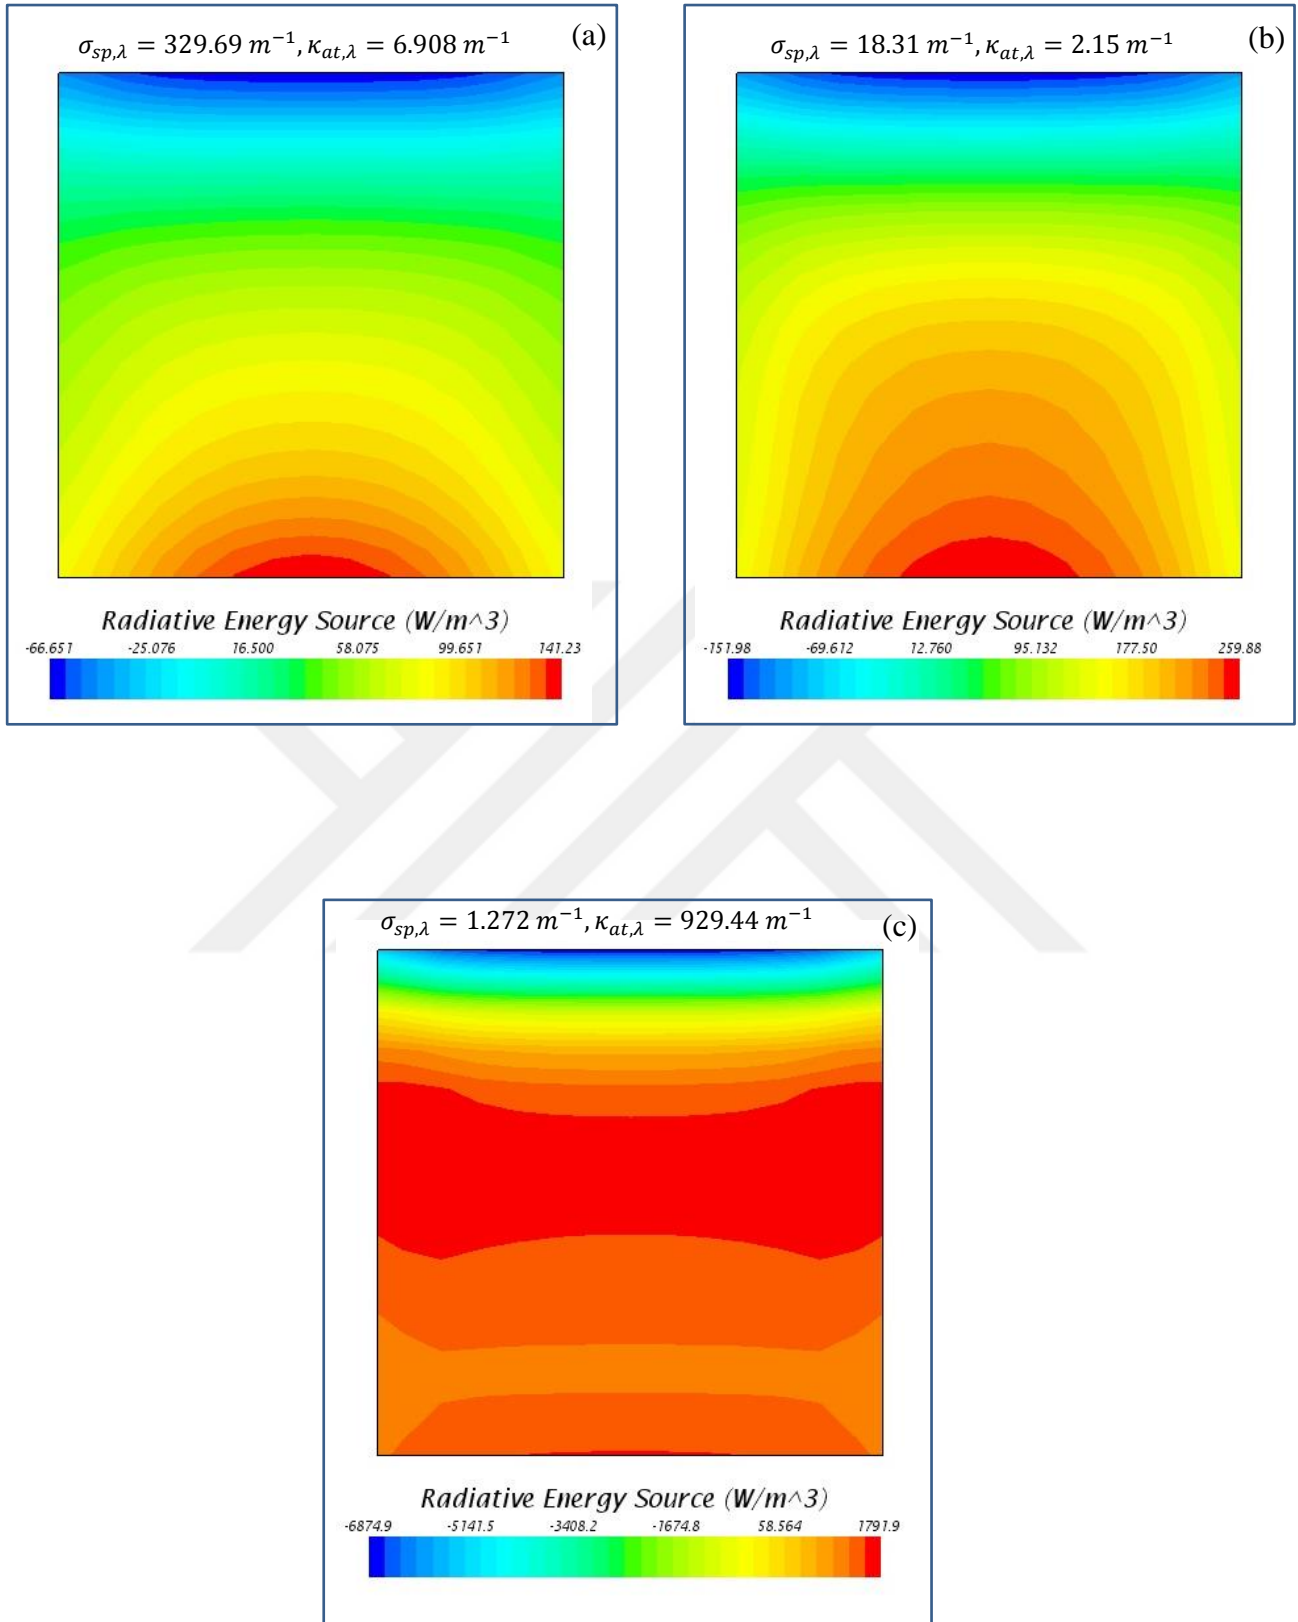 σsp,λ = 329.69 m⁻¹, κat,λ = 6.908 m⁻¹ (a)
Radiative Energy Source (W/m^3)
-66.651 -25.076 16.500 58.075 99.651 141.23
σsp,λ = 18.31 m⁻¹, κat,λ = 2.15 m⁻¹ (b)
Radiative Energy Source (W/m^3)
-151.98 -69.612 12.760 95.132 177.50 259.88
σsp,λ = 1.272 m⁻¹, κat,λ = 929.44 m⁻¹ (c)
Radiative Energy Source (W/m^3)
-6874.9 -5141.5 -3408.2 -1674.8 58.564 1791.9